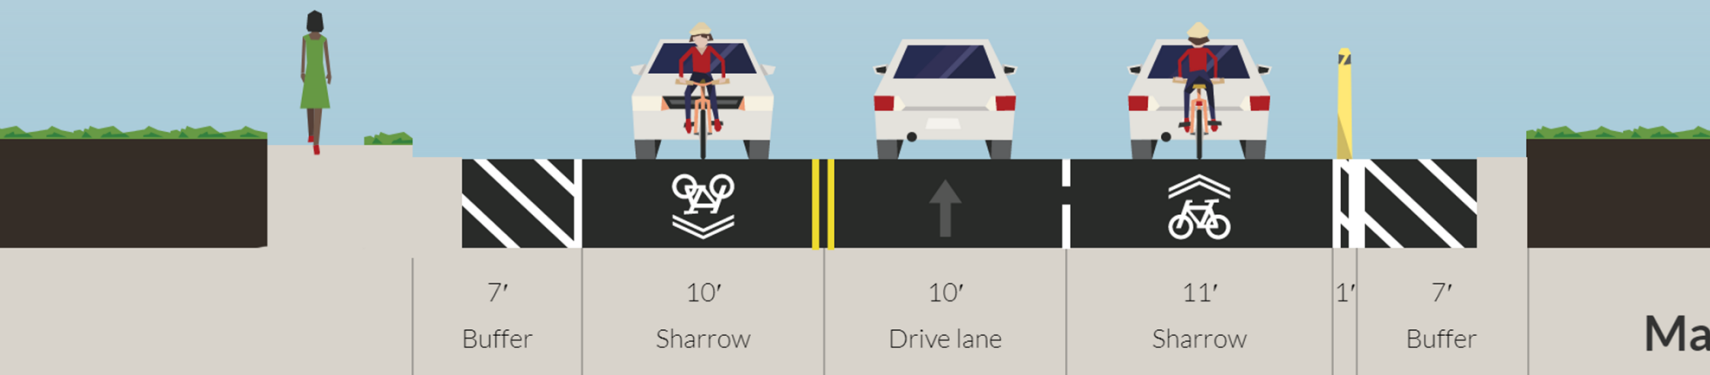 7′ 10′ 10′ 11′ 1′ 7′
Buffer Sharrow Drive lane Sharrow Buffer
Ma